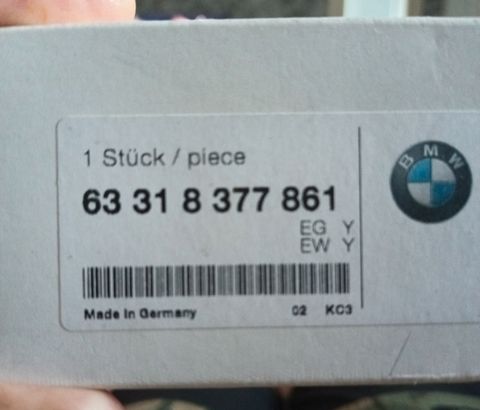 1 Stück / piece
BMW
63 31 8 377 861
EG Y
EW Y
Made in Germany 02 KC3